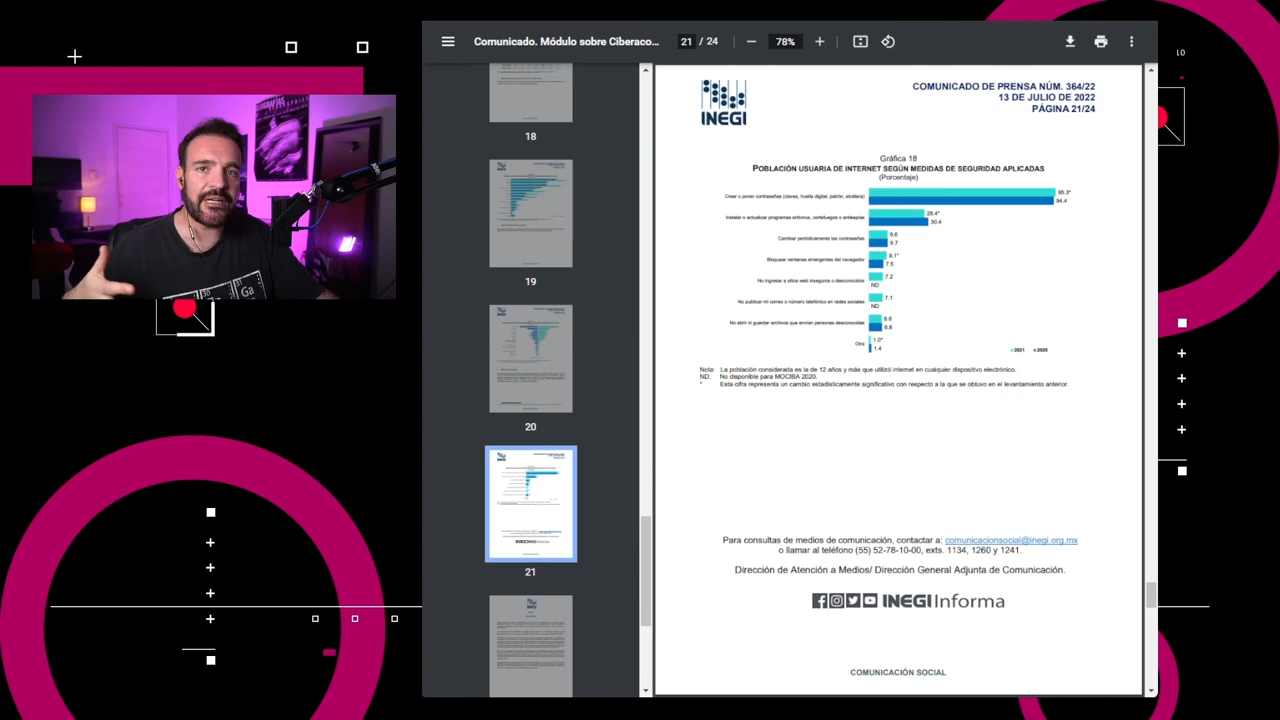 Comunicado. Módulo sobre Ciberaco...
21 / 24
78%
18
19
20
21
INEGI
COMUNICADO DE PRENSA NÚM. 364/22
13 DE JULIO DE 2022
PÁGINA 21/24
Gráfica 18
POBLACIÓN USUARIA DE INTERNET SEGÚN MEDIDAS DE SEGURIDAD APLICADAS
(Porcentaje)
Crear o poner contraseñas (claves, huella digital, patrón, etcétera)
95.3*
94.4
Instalar o actualizar programas antivirus, cortafuegos o antiespías
28.4*
30.4
Cambiar periódicamente las contraseñas
9.6
9.7
Bloquear ventanas emergentes del navegador
9.1*
7.5
No ingresar a sitios web inseguros o desconocidos
7.2
ND
No publicar mi correo o número telefónico en redes sociales
7.1
ND
No abrir ni guardar archivos que envían personas desconocidas
6.6
6.8
Otra
1.0*
1.4
2021 2020
Nota: La población considerada es la de 12 años y más que utilizó internet en cualquier dispositivo electrónico.
ND: No disponible para MOCIBA 2020.
* Esta cifra representa un cambio estadísticamente significativo con respecto a la que se obtuvo en el levantamiento anterior.
Para consultas de medios de comunicación, contactar a: comunicacionsocial@inegi.org.mx
o llamar al teléfono (55) 52-78-10-00, exts. 1134, 1260 y 1241.
Dirección de Atención a Medios/ Dirección General Adjunta de Comunicación.
INEGI Informa
COMUNICACIÓN SOCIAL
Ga